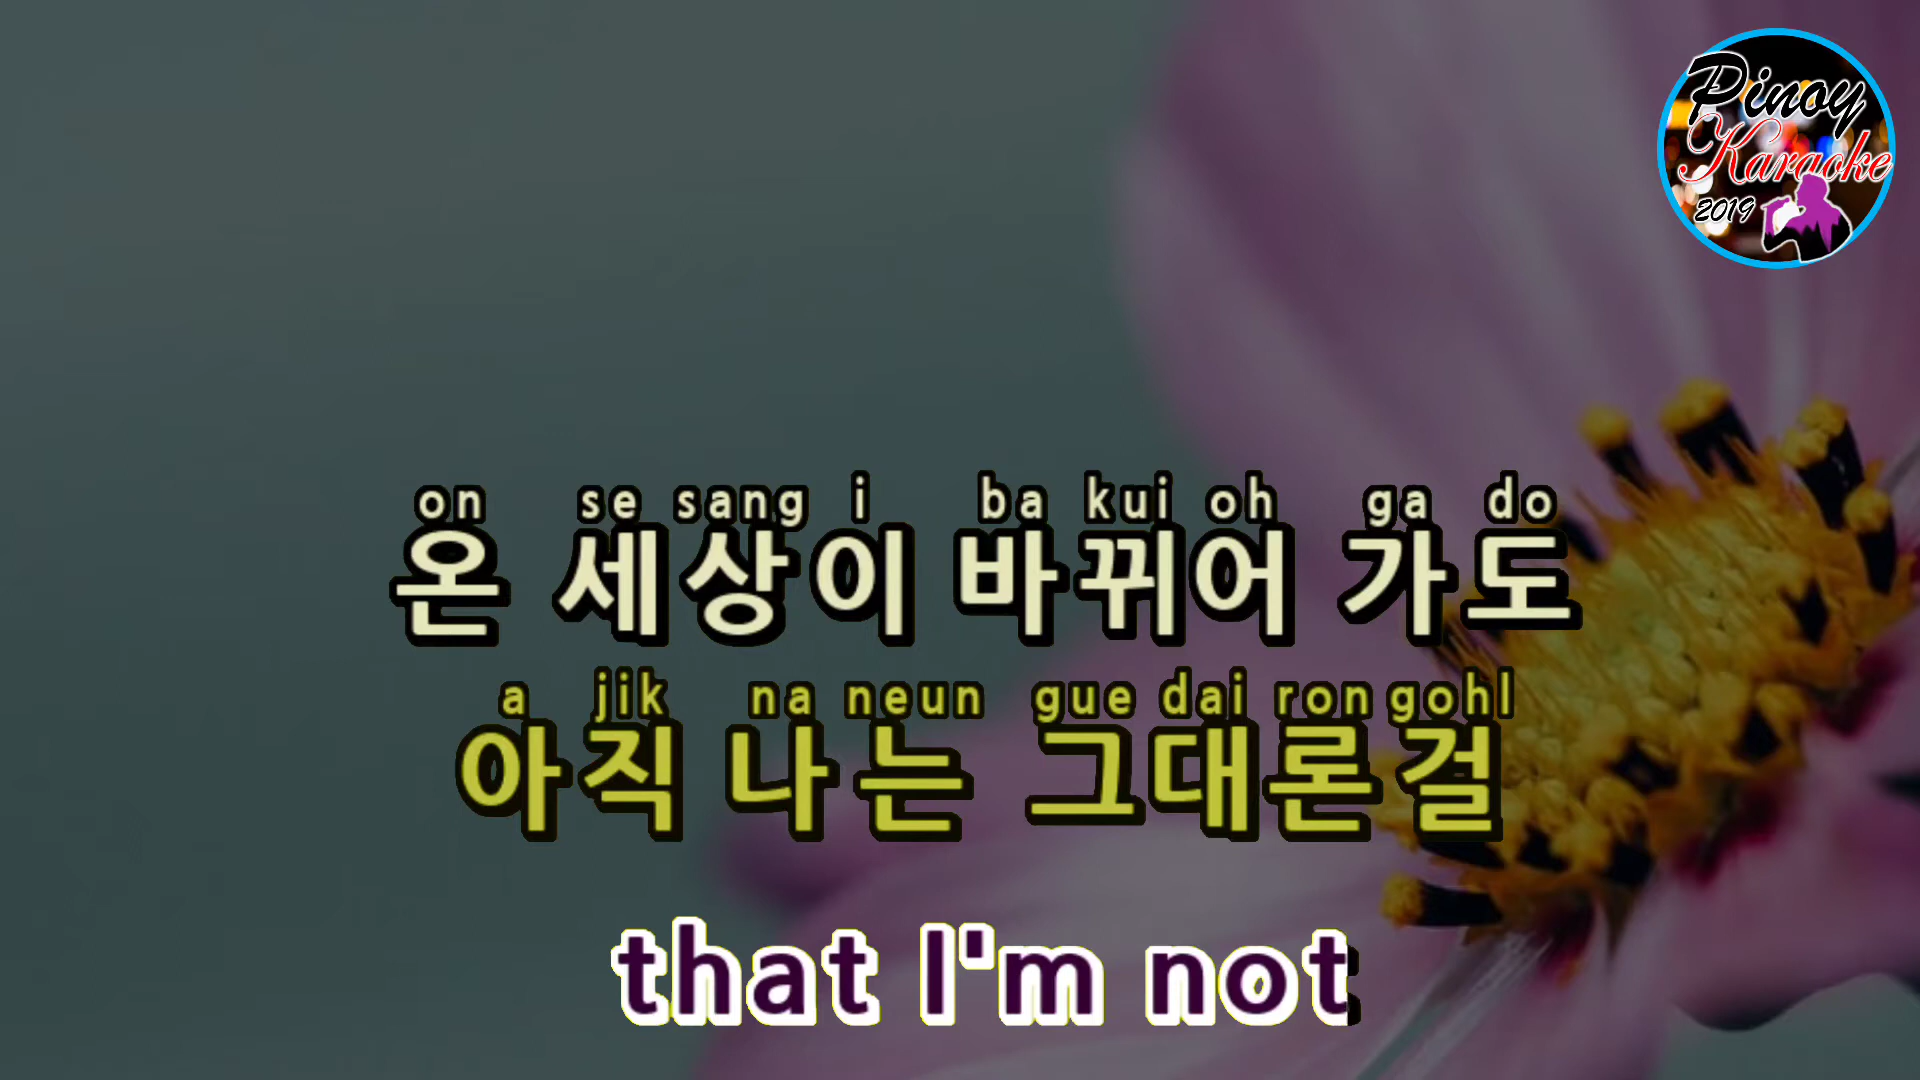 Pinoy
Karaoke
2019
on se sang i ba kui oh ga do
온 세상이 바뀌어 가도
a jik na neun gue dai ron gohl
아직 나는 그대론걸
that I'm not